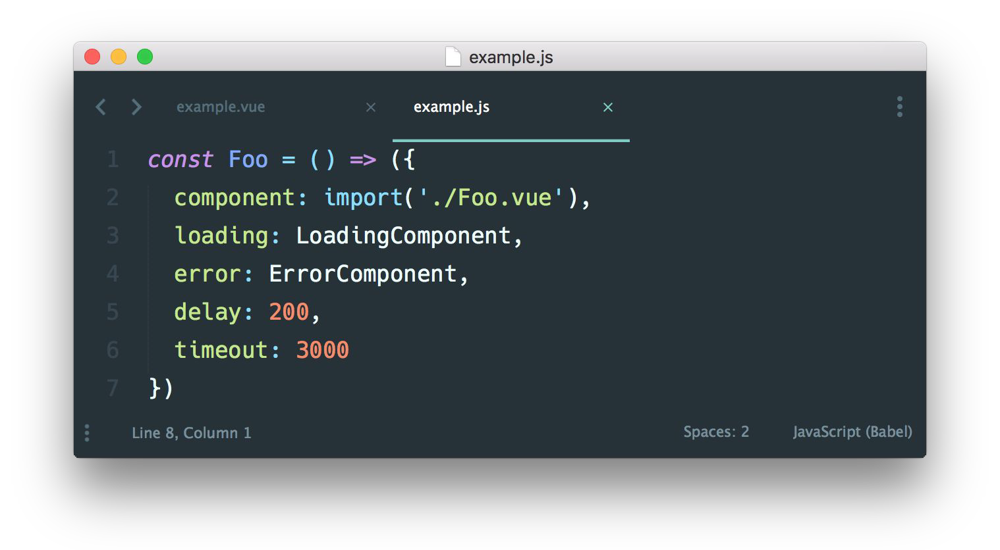 example.js
example.vue × example.js ×
1 const Foo = () => ({
2   component: import('./Foo.vue'),
3   loading: LoadingComponent,
4   error: ErrorComponent,
5   delay: 200,
6   timeout: 3000
7 })
Line 8, Column 1 Spaces: 2 JavaScript (Babel)